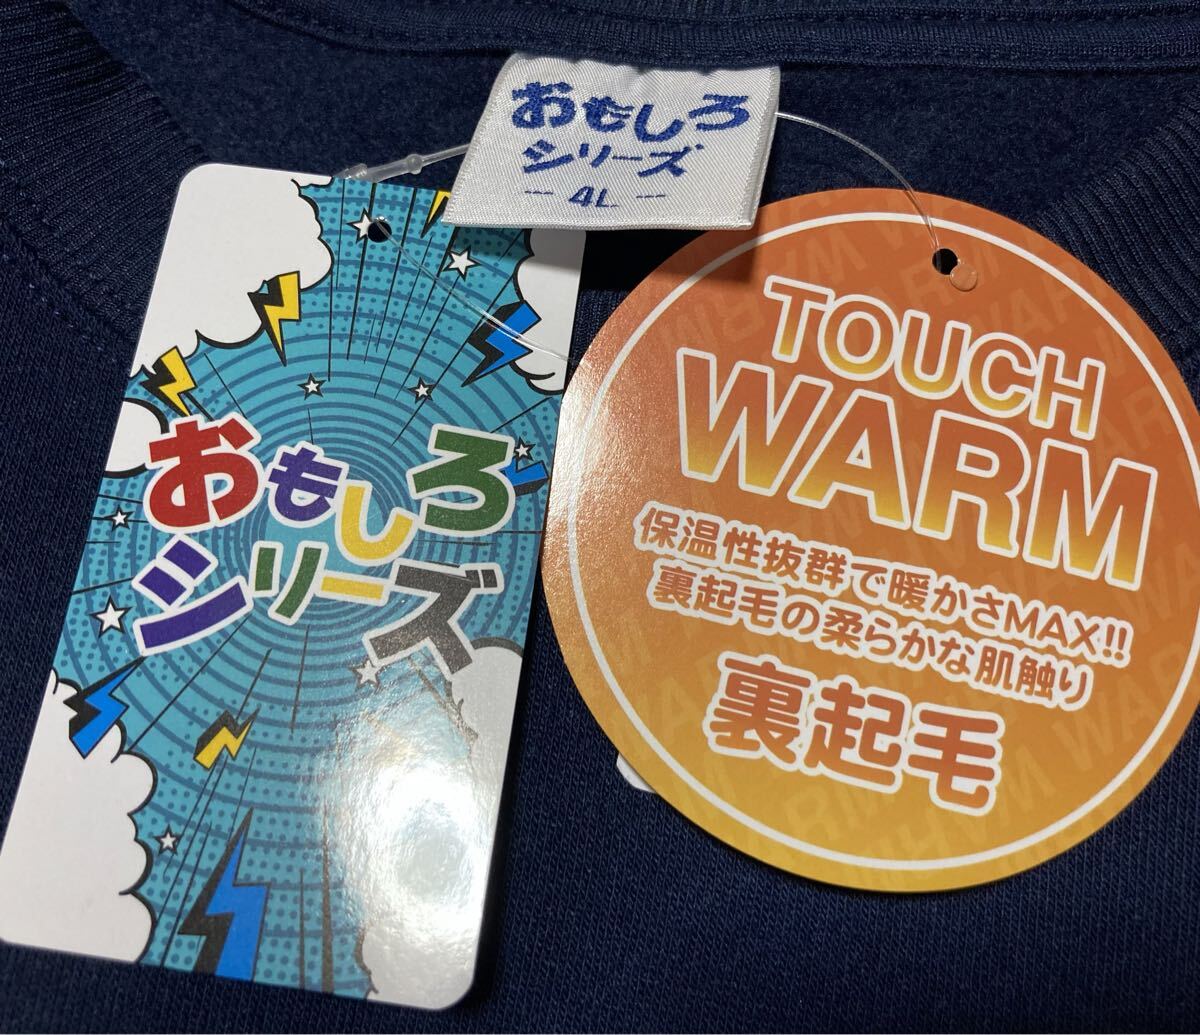 おもしろ
シリーズ
--- 4L ---
おもしろ
シリーズ
TOUCH
WARM
保温性抜群で暖かさMAX!!
裏起毛の柔らかな肌触り
裏起毛